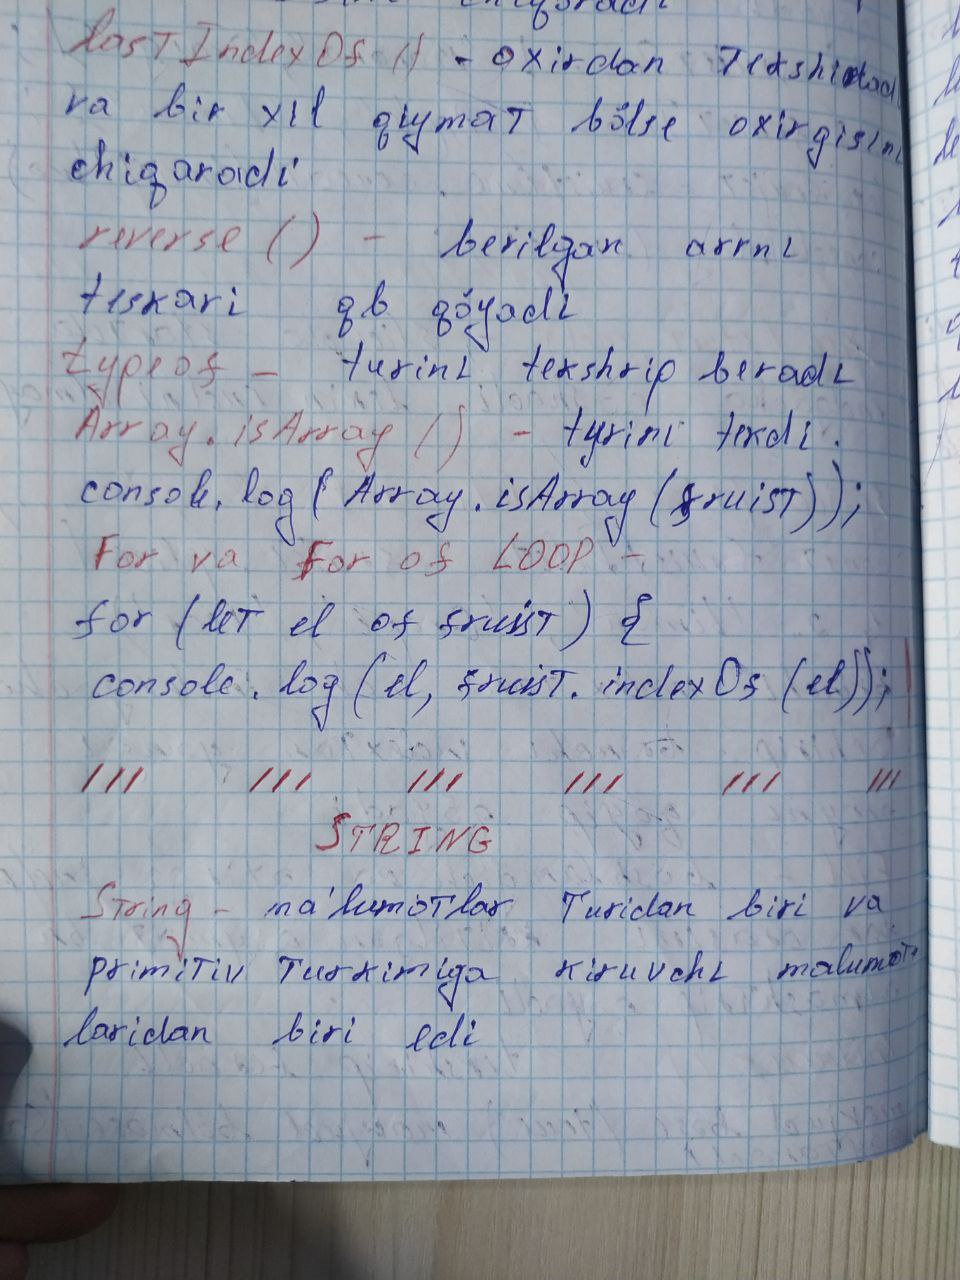 chiqaradi
lastIndexOf () - oxirdan tekshiradi
va bir xil qiymat bo'lse oxirgisini
chiqaradi
reverse () - berilgan arrni
teskari qb qo'yadi
typeof - turini tekshrip beradi
Array.isArray () - tyrini texdi.
console.log(Array.isArray(fruist));
For va For of LOOP -
for (let el of fruist) {
console.log(el, fruist.indexOf(el));
/// /// /// /// /// ///
STRING
String - ma'lumotlar turidan biri va
primitiv turkimiga kiruvchi malumot
laridan biri edi